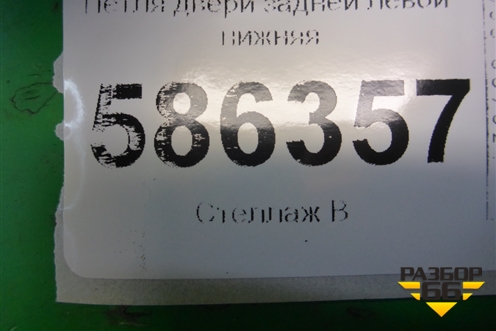 Петля двери задней левой
нижняя
586357
Стеллаж В
РАЗБОР
66